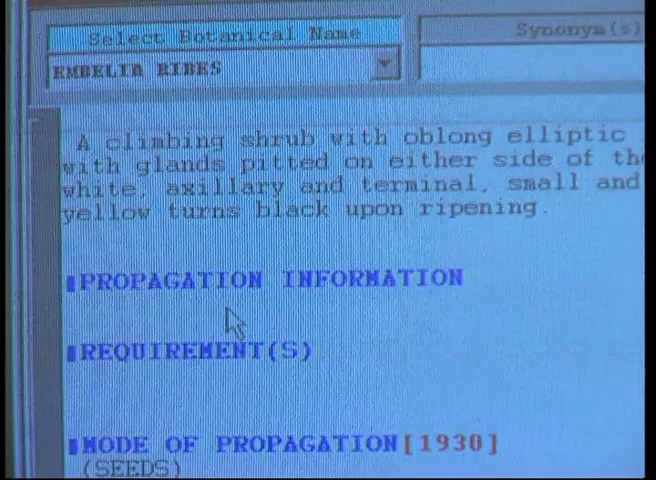 Select Botanical Name
Synonym(s)
EMBELIA RIBES
A climbing shrub with oblong elliptic
with glands pitted on either side of the
white, axillary and terminal, small and
yellow turns black upon ripening.
PROPAGATION INFORMATION
REQUIREMENT(S)
MODE OF PROPAGATION[1930]
(SEEDS)